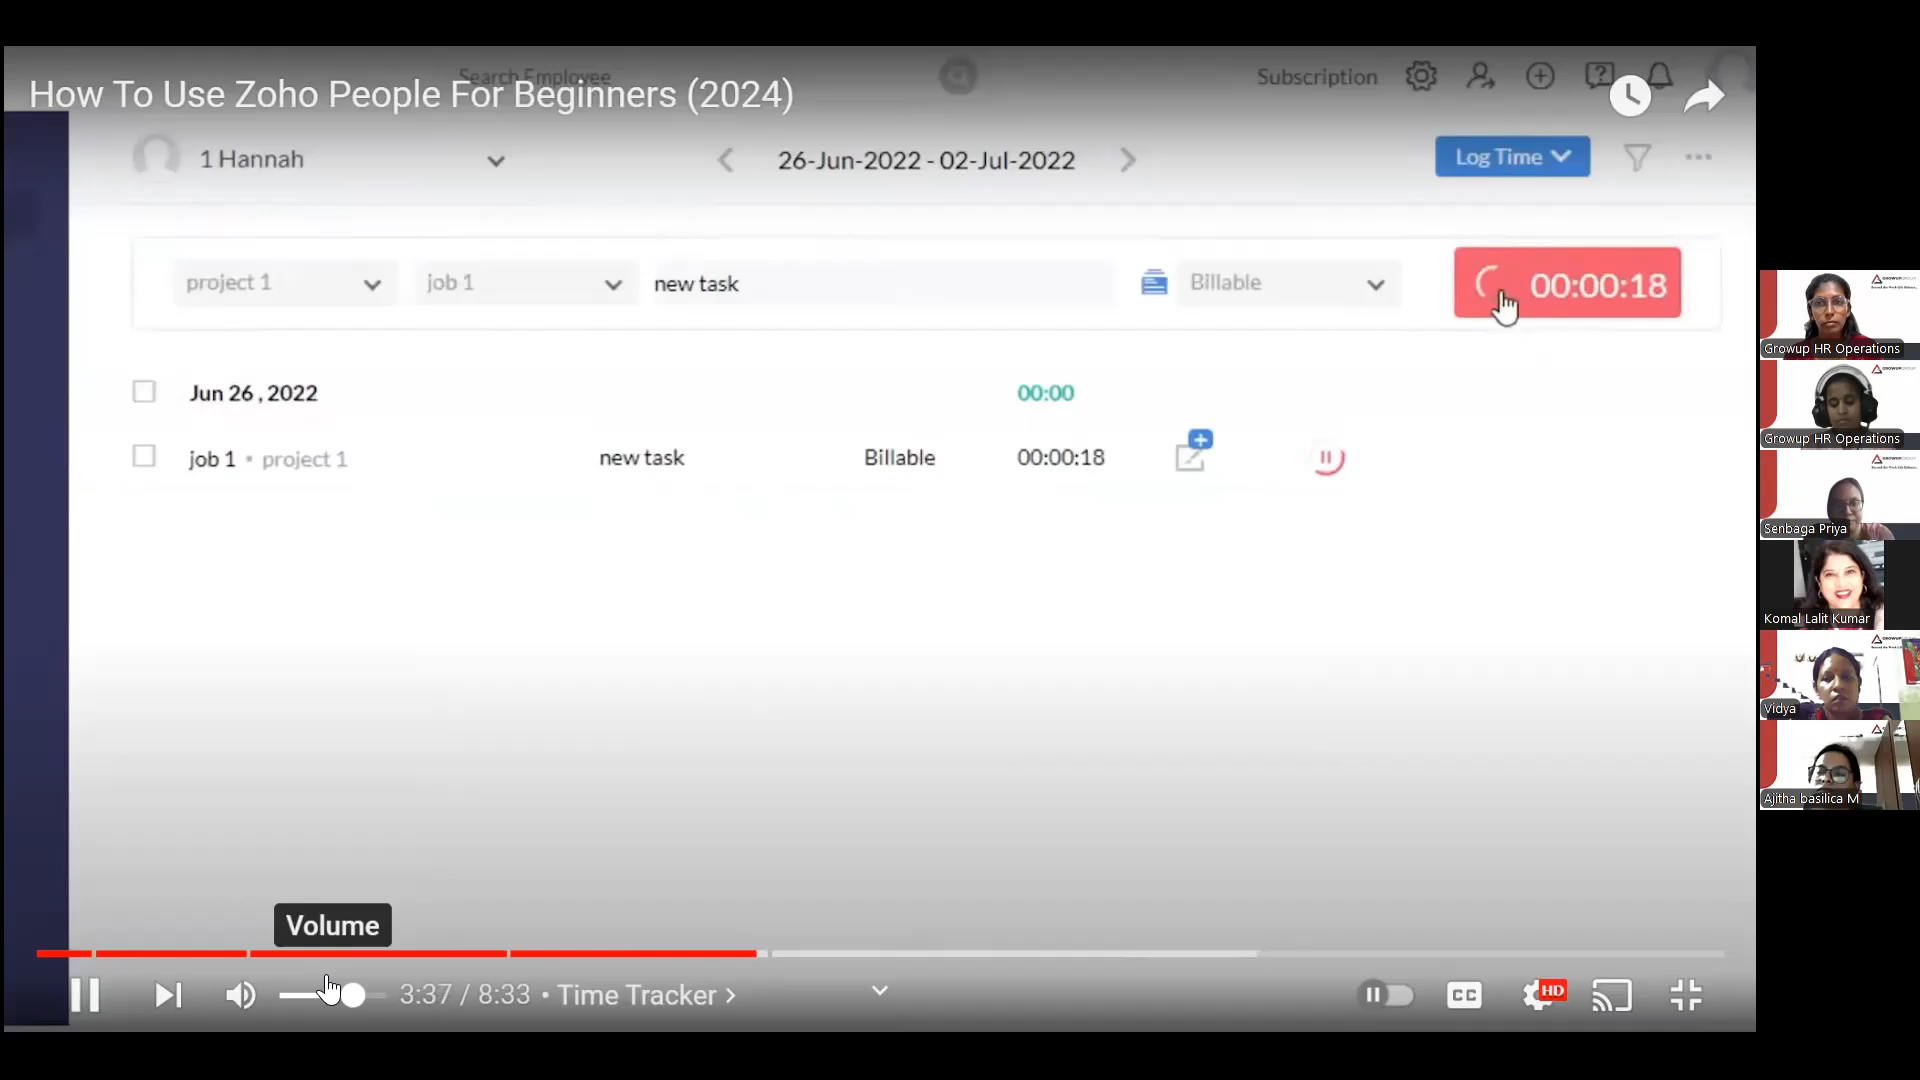 Search Employee
Subscription
How To Use Zoho People For Beginners (2024)
1 Hannah
26-Jun-2022 - 02-Jul-2022
Log Time
project 1
job 1
new task
Billable
00:00:18
Jun 26 , 2022
00:00
job 1 • project 1
new task
Billable
00:00:18
Volume
3:37 / 8:33 • Time Tracker ›
CC
HD
Growup HR Operations
Growup HR Operations
Senbaga Priya
Komal Lalit Kumar
Vidya
Ajitha basilica M